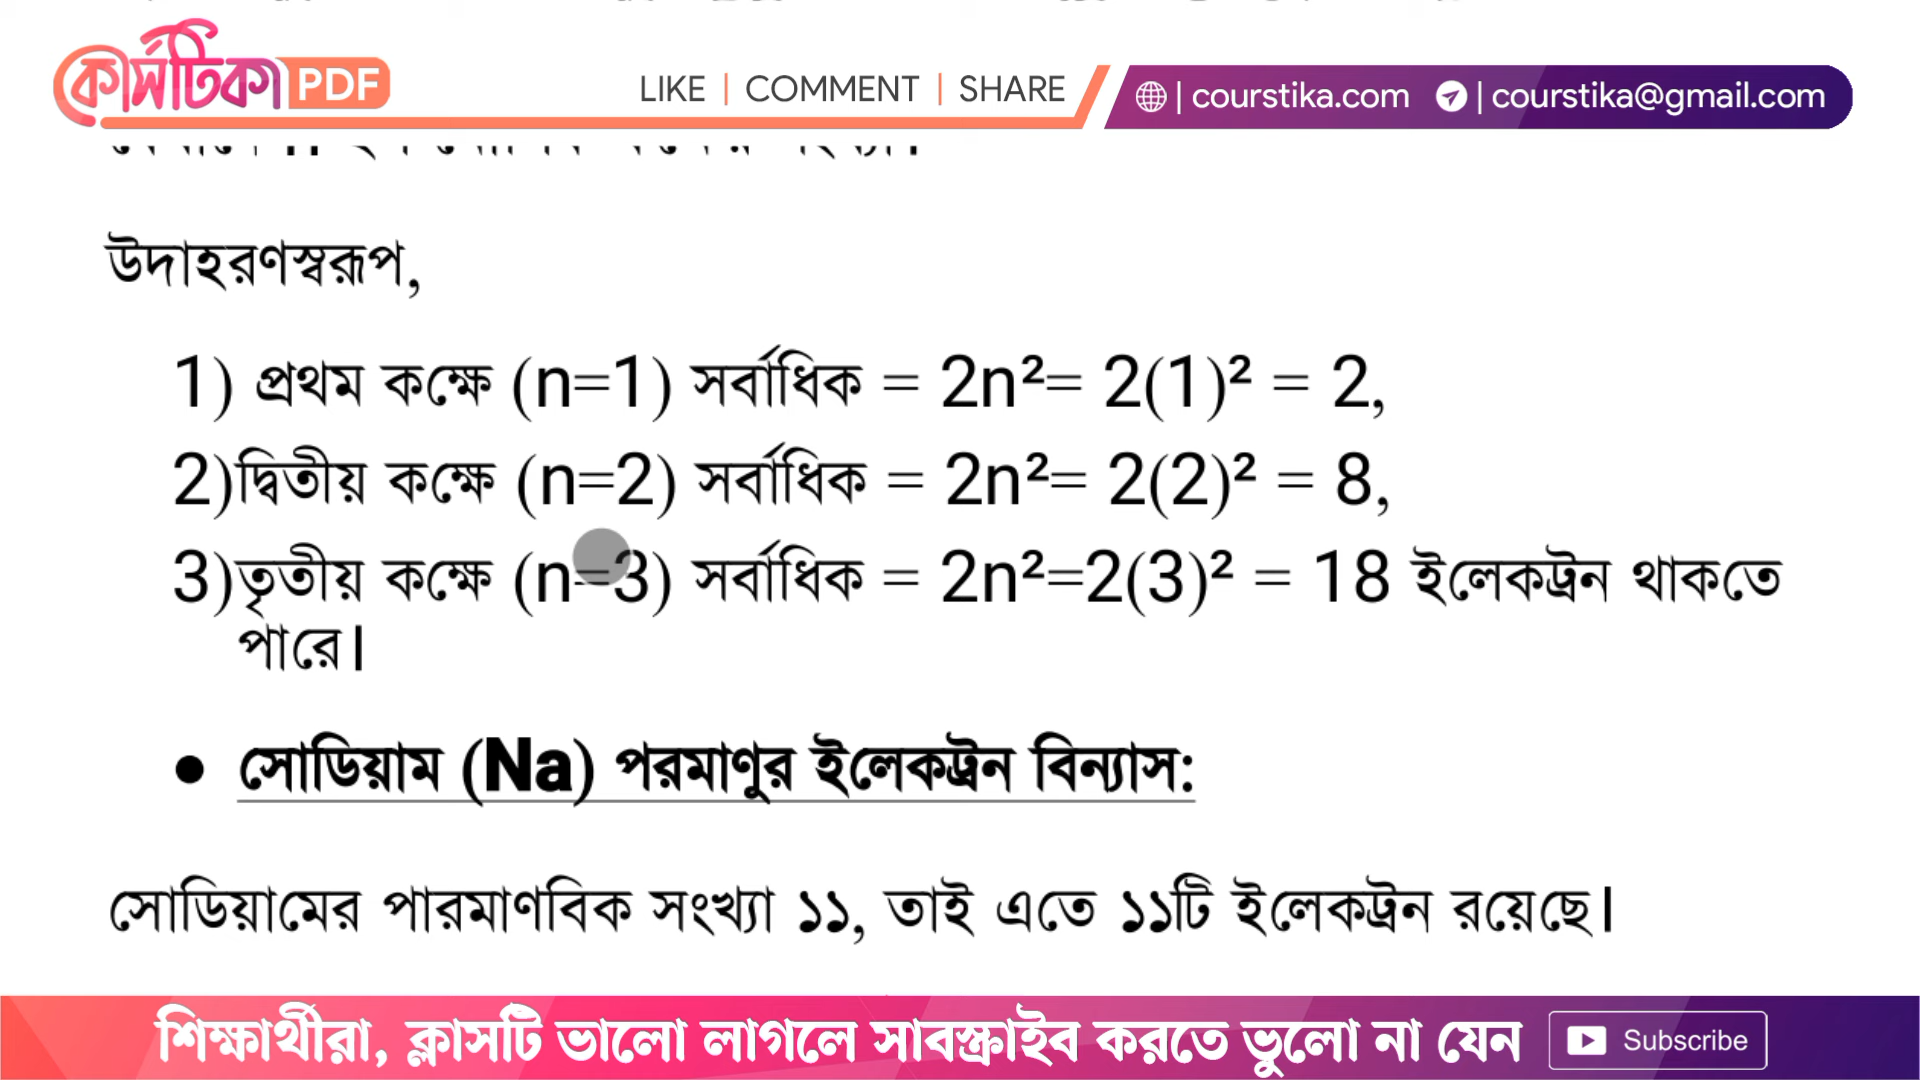 কোর্সটিকা PDF
LIKE | COMMENT | SHARE
| courstika.com | courstika@gmail.com
উদাহরণস্বরূপ,
1) প্রথম কক্ষে (n=1) সর্বাধিক = 2n²= 2(1)² = 2,
2)দ্বিতীয় কক্ষে (n=2) সর্বাধিক = 2n²= 2(2)² = 8,
3)তৃতীয় কক্ষে (n=3) সর্বাধিক = 2n²=2(3)² = 18 ইলেকট্রন থাকতে
পারে।
● সোডিয়াম (Na) পরমাণুর ইলেকট্রন বিন্যাস:
সোডিয়ামের পারমাণবিক সংখ্যা ১১, তাই এতে ১১টি ইলেকট্রন রয়েছে।
শিক্ষার্থীরা, ক্লাসটি ভালো লাগলে সাবস্ক্রাইব করতে ভুলো না যেন
Subscribe